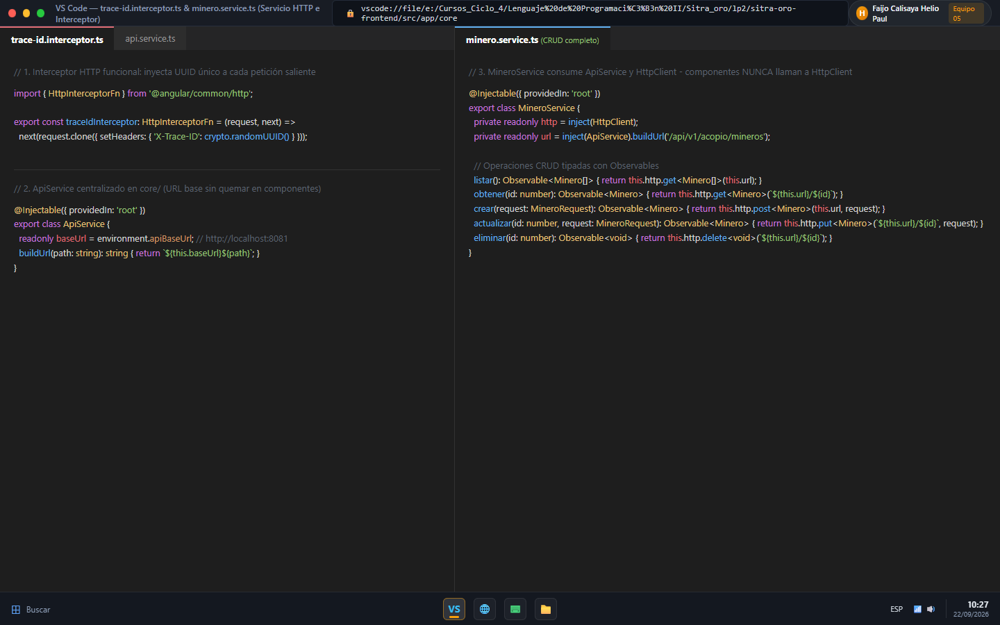 VS Code — trace-id.interceptor.ts & minero.service.ts (Servicio HTTP e
Interceptor)
vscode://file/e:/Cursos_Ciclo_4/Lenguaje%20de%20Programaci%C3%B3n%20II/Sitra_oro/lp2/sitra-oro-
frontend/src/app/core
H
Faijo Calisaya Helio
Paul
Equipo
05
trace-id.interceptor.ts
api.service.ts
// 1. Interceptor HTTP funcional: inyecta UUID único a cada petición saliente
import { HttpInterceptorFn } from '@angular/common/http';
export const traceIdInterceptor: HttpInterceptorFn = (request, next) =>
next(request.clone({ setHeaders: { 'X-Trace-ID': crypto.randomUUID() } }));
// 2. ApiService centralizado en core/ (URL base sin quemar en componentes)
@Injectable({ providedIn: 'root' })
export class ApiService {
readonly baseUrl = environment.apiBaseUrl; // http://localhost:8081
buildUrl(path: string): string { return `${this.baseUrl}${path}`; }
}
minero.service.ts (CRUD completo)
// 3. MineroService consume ApiService y HttpClient - componentes NUNCA llaman a HttpClient
@Injectable({ providedIn: 'root' })
export class MineroService {
private readonly http = inject(HttpClient);
private readonly url = inject(ApiService).buildUrl('/api/v1/acopio/mineros');
// Operaciones CRUD tipadas con Observables
listar(): Observable<Minero[]> { return this.http.get<Minero[]>(this.url); }
obtener(id: number): Observable<Minero> { return this.http.get<Minero>(`${this.url}/${id}`); }
crear(request: MineroRequest): Observable<Minero> { return this.http.post<Minero>(this.url, request); }
actualizar(id: number, request: MineroRequest): Observable<Minero> { return this.http.put<Minero>(`${this.url}/${id}`, request); }
eliminar(id: number): Observable<void> { return this.http.delete<void>(`${this.url}/${id}`); }
}
Buscar
VS
ESP
10:27
22/09/2026